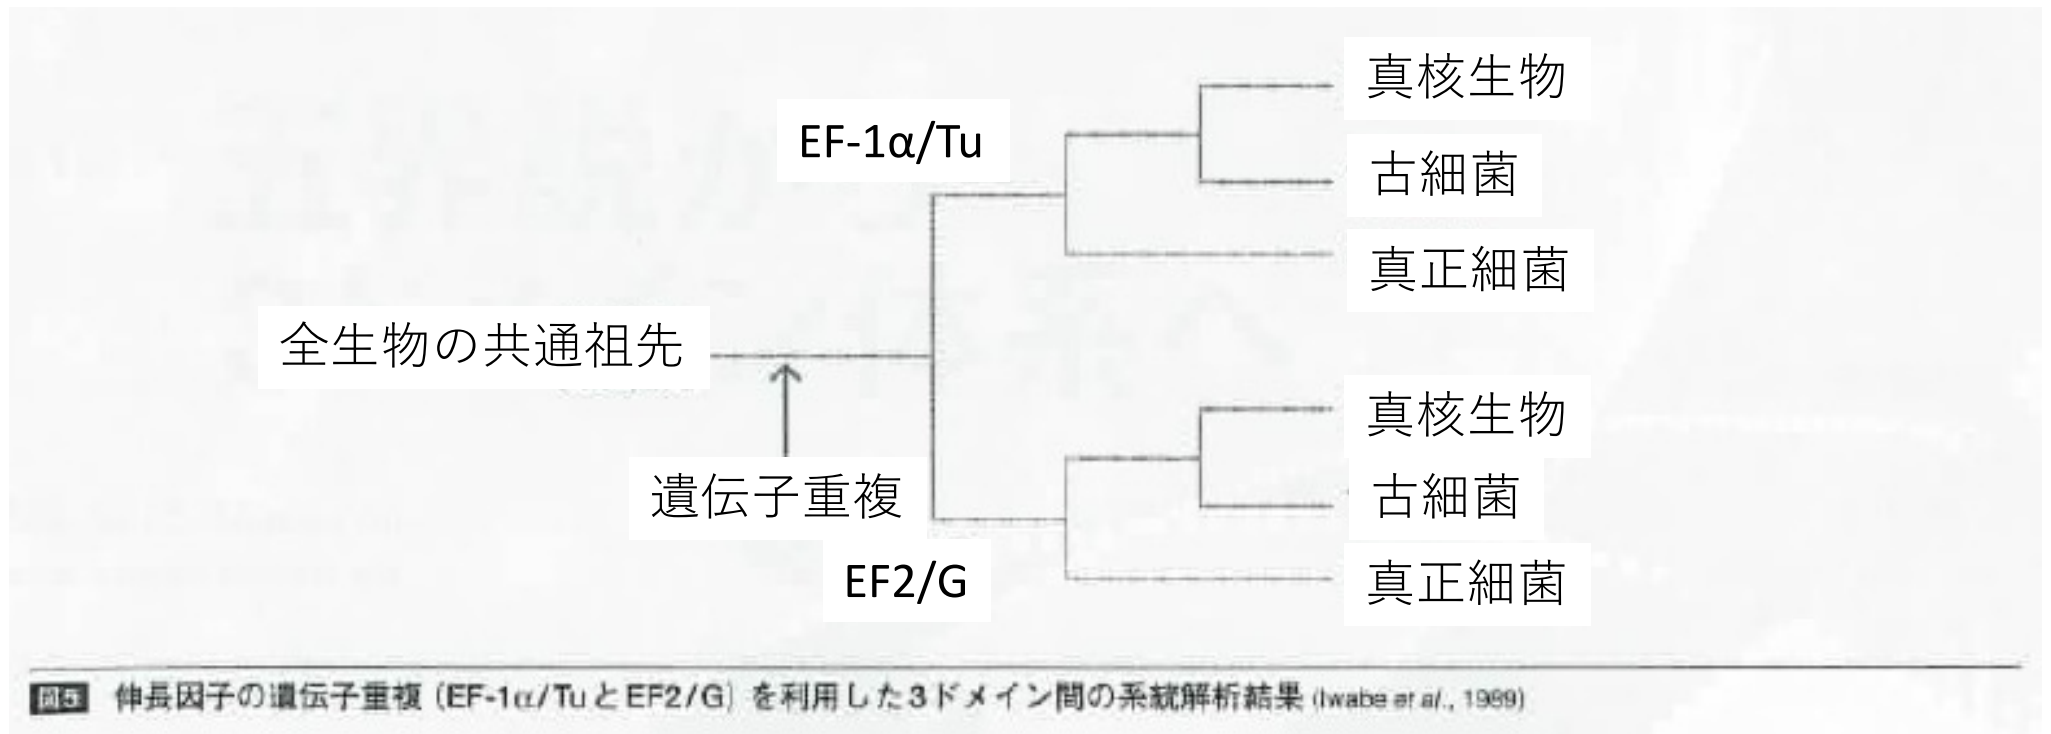 真核生物
EF-1α/Tu
古細菌
真正細菌
全生物の共通祖先
真核生物
遺伝子重複
古細菌
EF2/G
真正細菌
図5 伸長因子の遺伝子重複（EF-1α/TuとEF2/G）を利用した3ドメイン間の系統解析結果 (Iwabe et al., 1989)